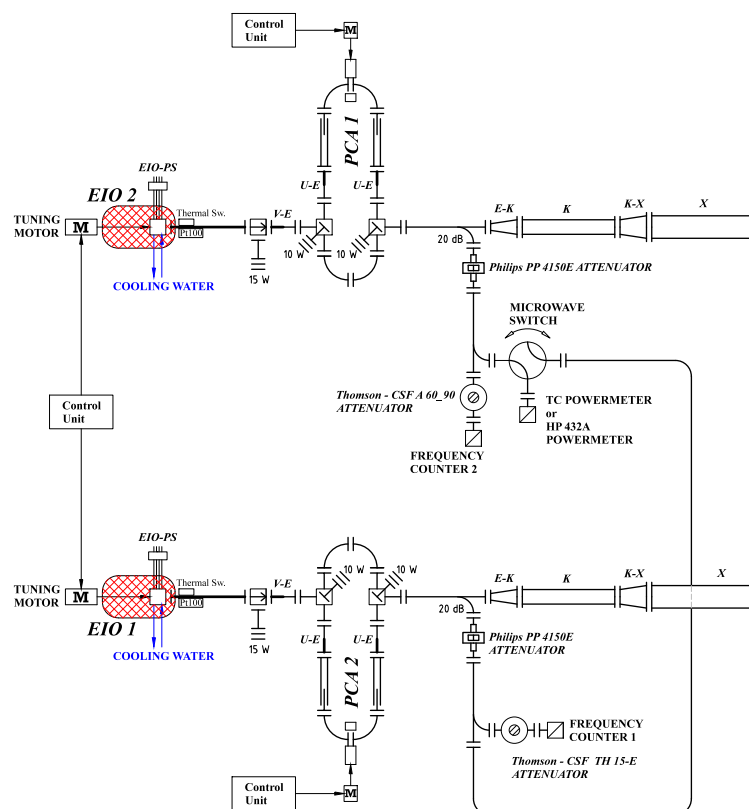 Control
Unit
M
PCA 1
U-E
U-E
EIO-PS
EIO 2
TUNING
MOTOR
M
Thermal Sw.
Pt100
V-E
15 W
10 W
10 W
COOLING WATER
20 dB
E-K
K
K-X
X
Philips PP 4150E ATTENUATOR
MICROWAVE
SWITCH
Thomson - CSF A 60_90
ATTENUATOR
TC POWERMETER
or
HP 432A
POWERMETER
FREQUENCY
COUNTER 2
Control
Unit
EIO-PS
TUNING
MOTOR
M
EIO 1
Thermal Sw.
Pt100
V-E
15 W
10 W
10 W
COOLING WATER
U-E
U-E
PCA 2
20 dB
E-K
K
K-X
X
Philips PP 4150E
ATTENUATOR
FREQUENCY
COUNTER 1
Thomson - CSF TH 15-E
ATTENUATOR
Control
Unit
M